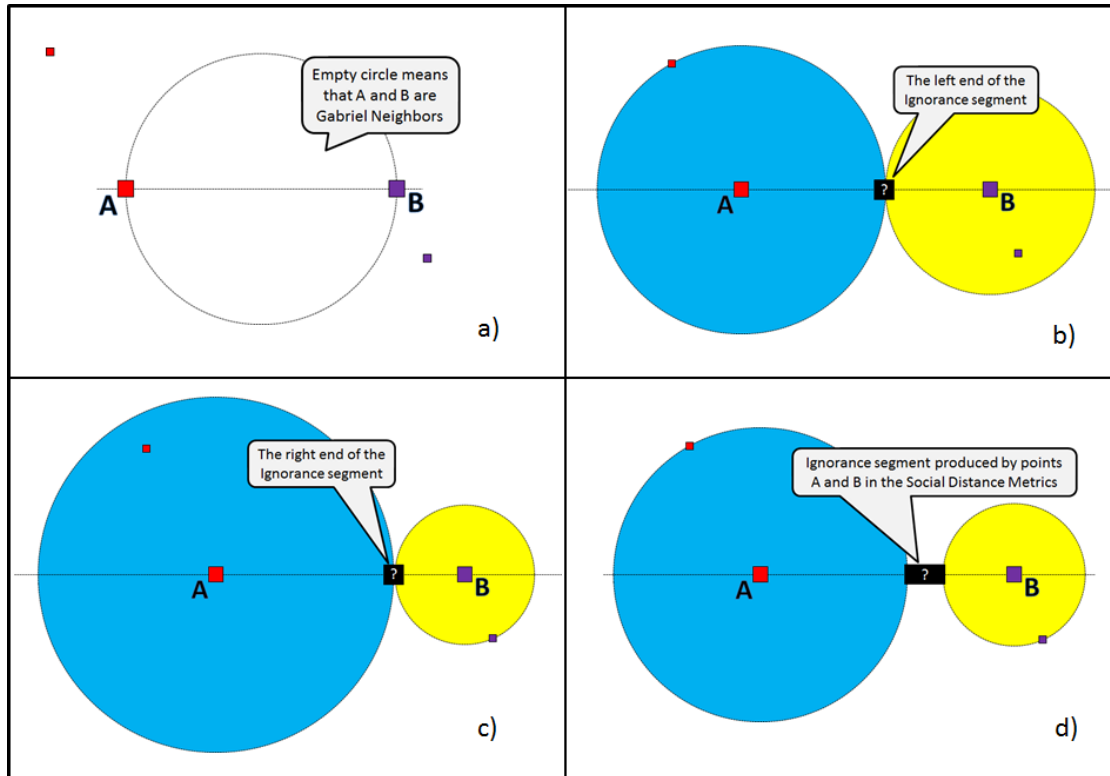 Empty circle means
that A and B are
Gabriel Neighbors
A
B
a)
The left end of the
Ignorance segment
?
A
B
b)
The right end of the
Ignorance segment
?
A
B
c)
Ignorance segment produced by points
A and B in the Social Distance Metrics
?
A
B
d)